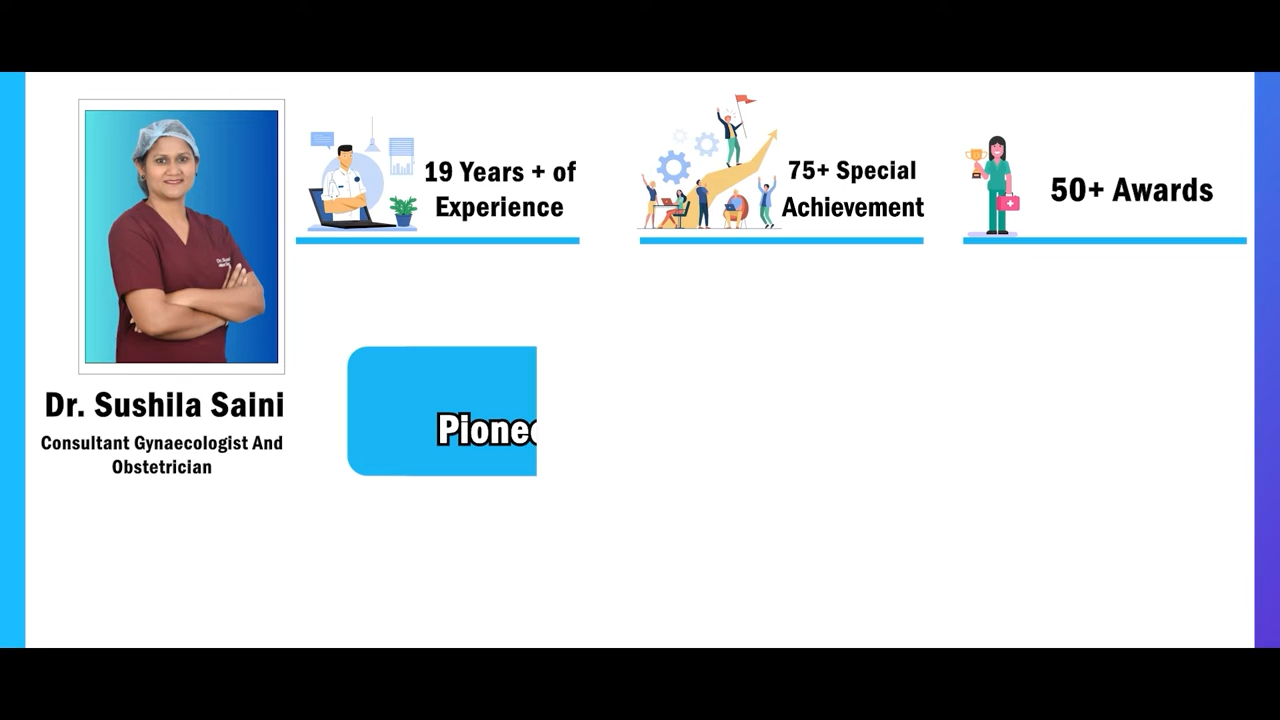 19 Years + of
Experience
75+ Special
Achievement
50+ Awards
Dr. Sushila Saini
Consultant Gynaecologist And
Obstetrician